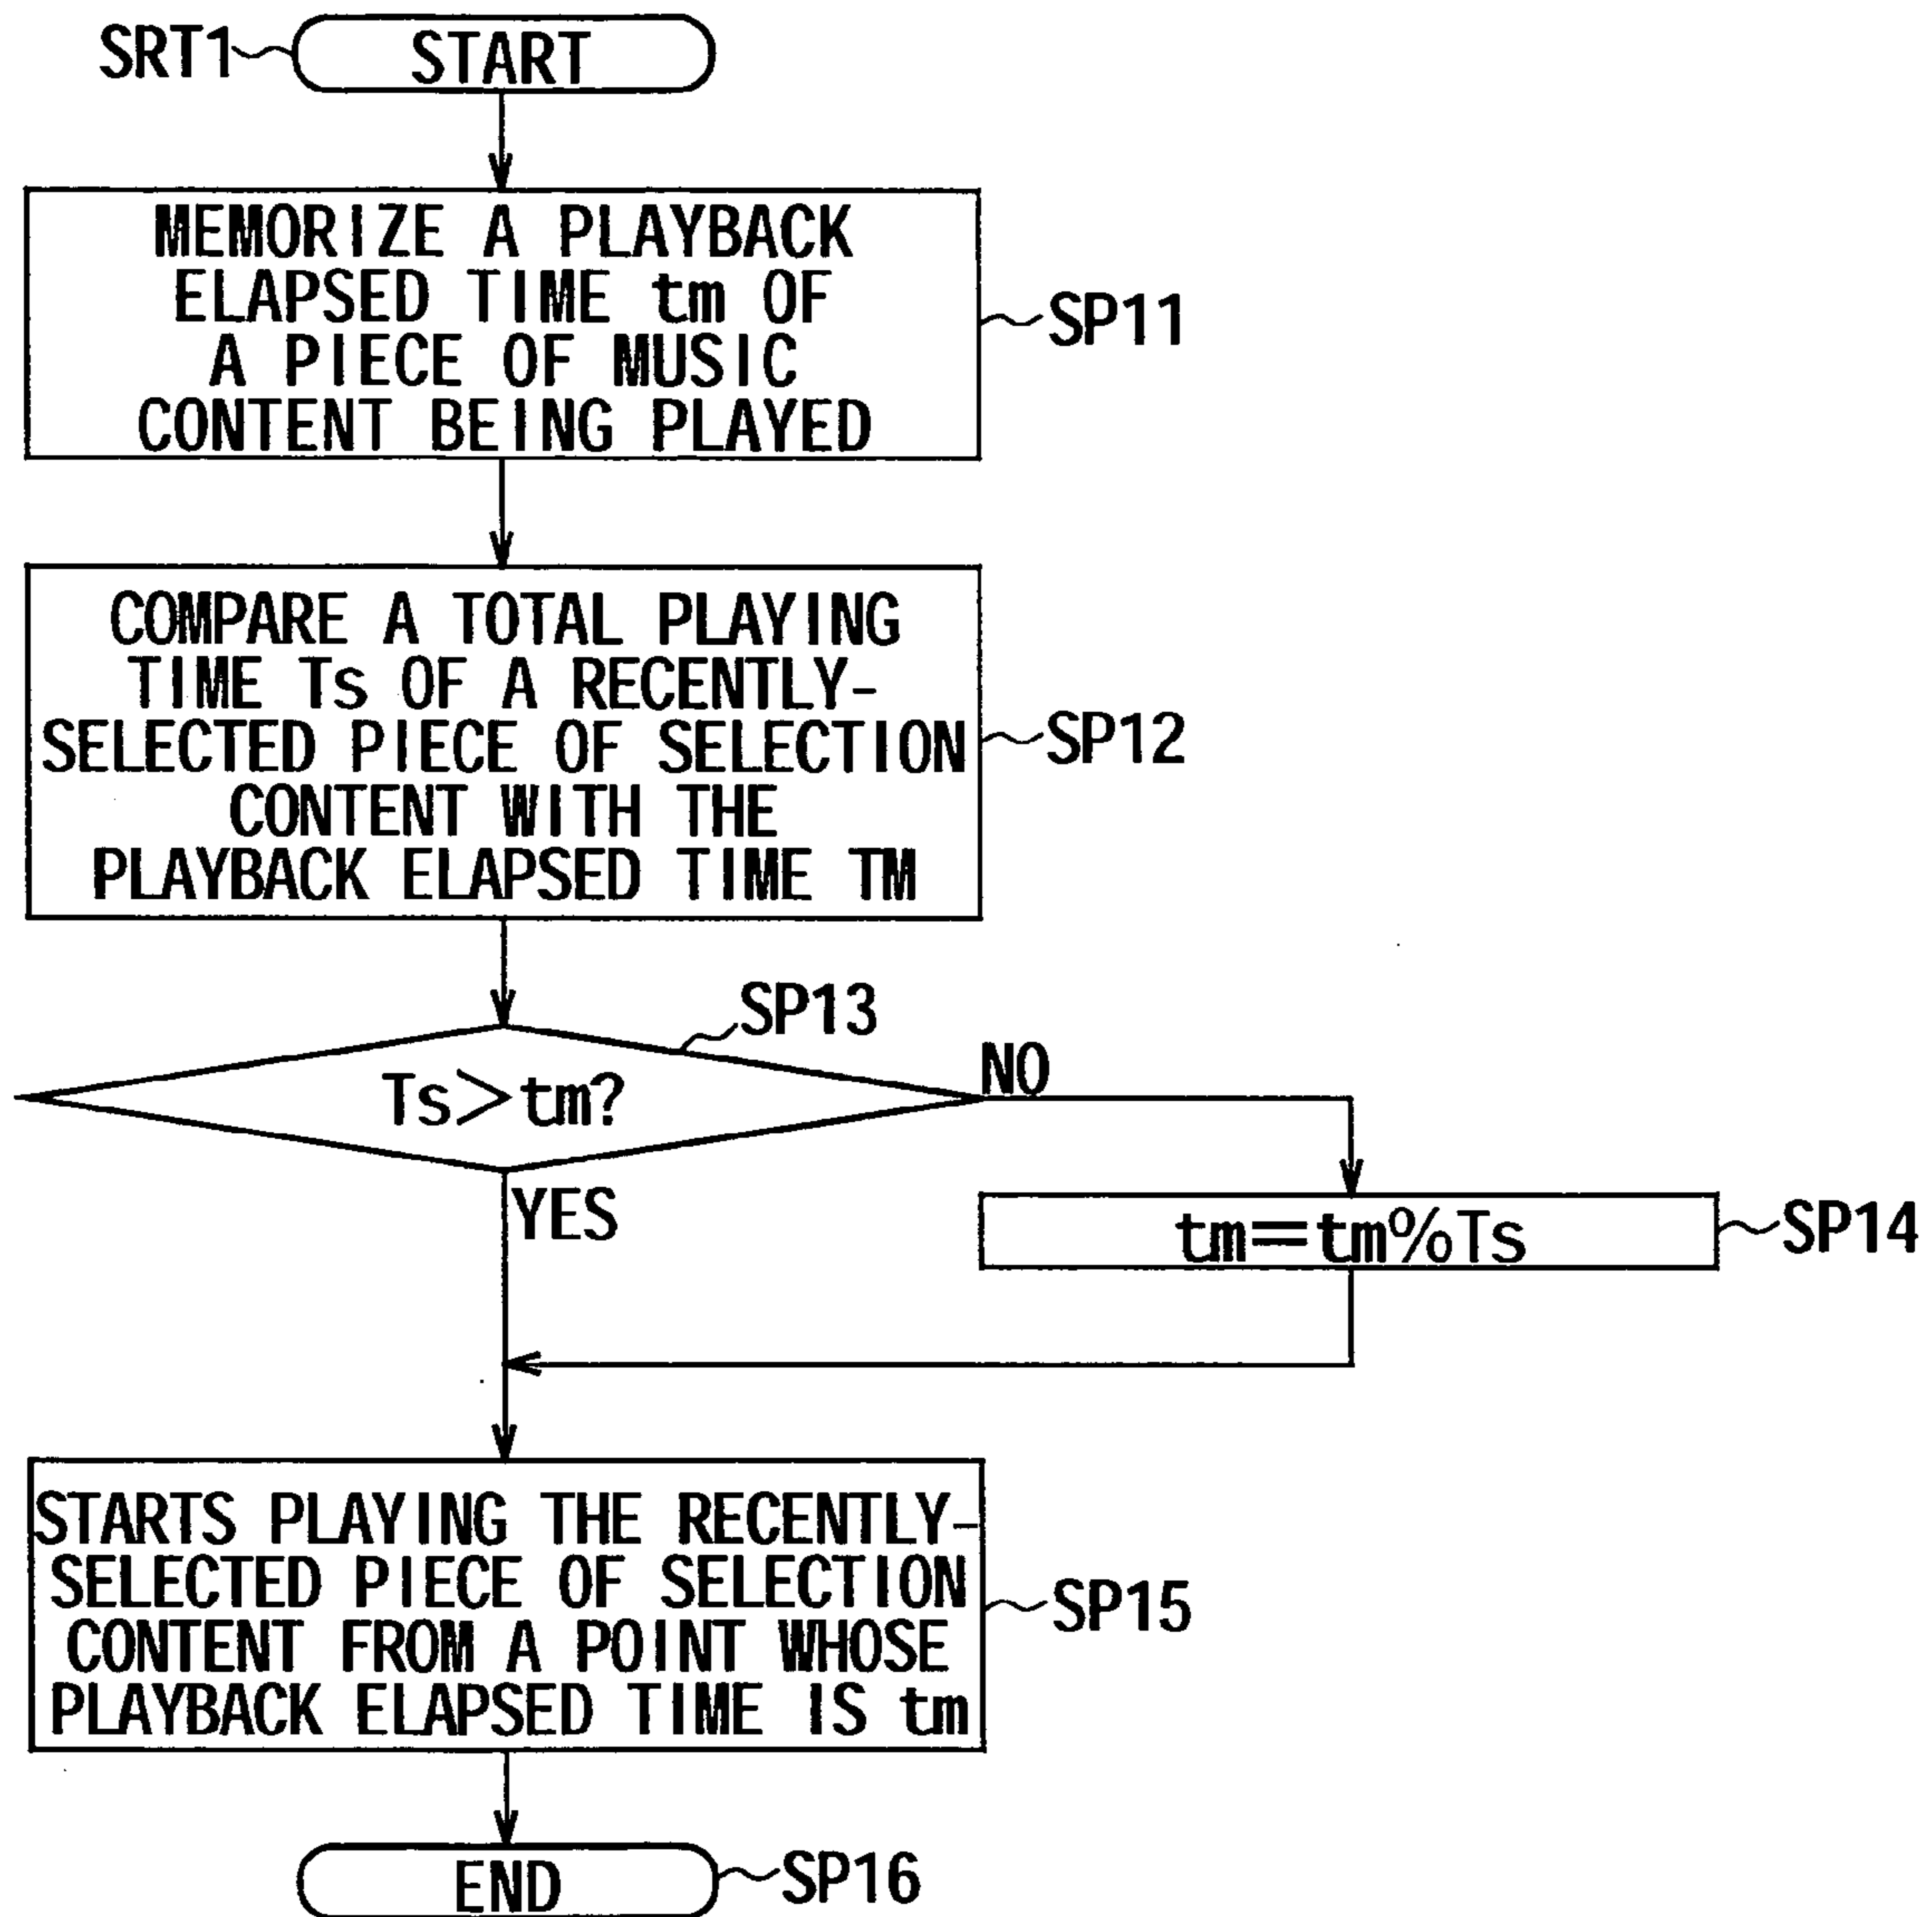 SRT1
START
MEMORIZE A PLAYBACK
ELAPSED TIME tm OF
A PIECE OF MUSIC
CONTENT BEING PLAYED
SP11
COMPARE A TOTAL PLAYING
TIME Ts OF A RECENTLY-
SELECTED PIECE OF SELECTION
CONTENT WITH THE
PLAYBACK ELAPSED TIME TM
SP12
SP13
Ts>tm?
NO
YES
tm=tm%Ts
SP14
STARTS PLAYING THE RECENTLY-
SELECTED PIECE OF SELECTION
CONTENT FROM A POINT WHOSE
PLAYBACK ELAPSED TIME IS tm
SP15
END
SP16